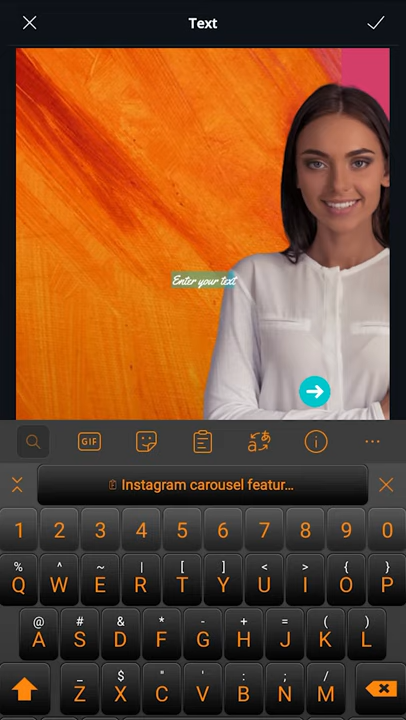 Text
Enter your text
GIF
Instagram carousel featur...
1 2 3 4 5 6 7 8 9 0
% ^ ~ | [ ] < > { }
Q W E R T Y U I O P
@ # & * - + = ( )
A S D F G H J K L
_ $ " ' : ; /
Z X C V B N M